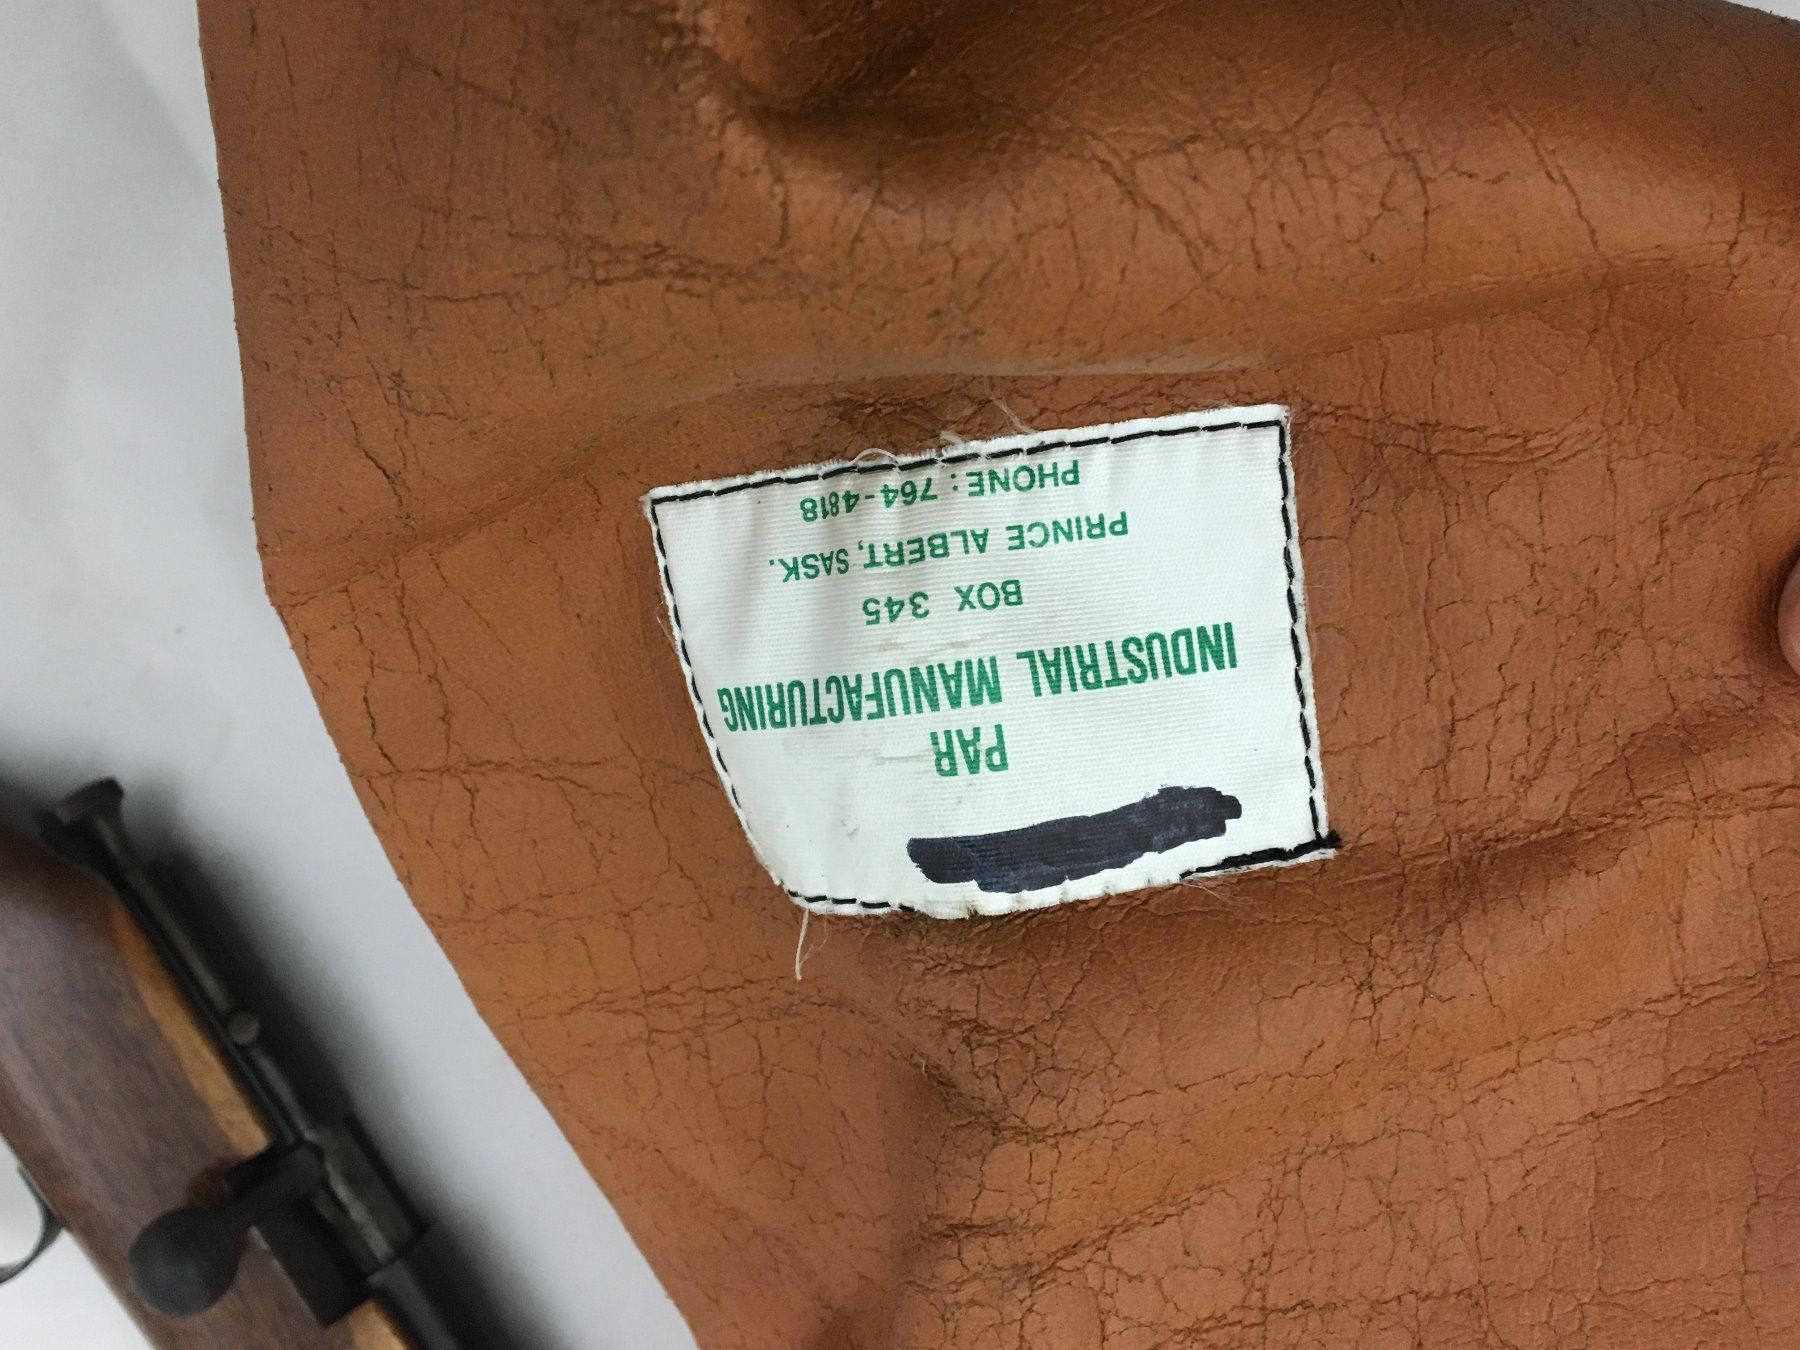 PAR
INDUSTRIAL MANUFACTURING
BOX 345
PRINCE ALBERT, SASK.
PHONE: 764-4818